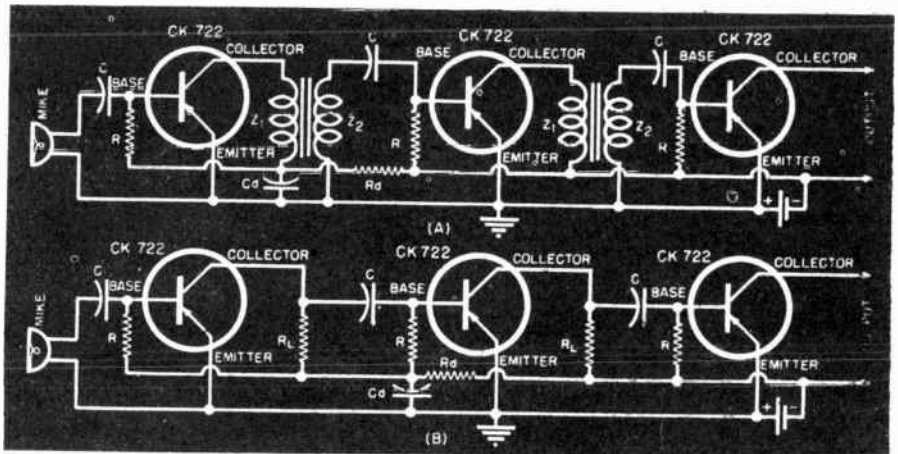 CK 722 CK 722 CK 722
COLLECTOR COLLECTOR COLLECTOR
C BASE C BASE C BASE
MIKE
R Z₁ Z₂ R Z₁ Z₂ R
OUTPUT
EMITTER EMITTER EMITTER
Cd Rd + -
(A)
CK 722 CK 722 CK 722
COLLECTOR COLLECTOR COLLECTOR
C BASE C BASE C BASE
MIKE
R RL R RL R
EMITTER Rd EMITTER EMITTER
Cd + -
(B)